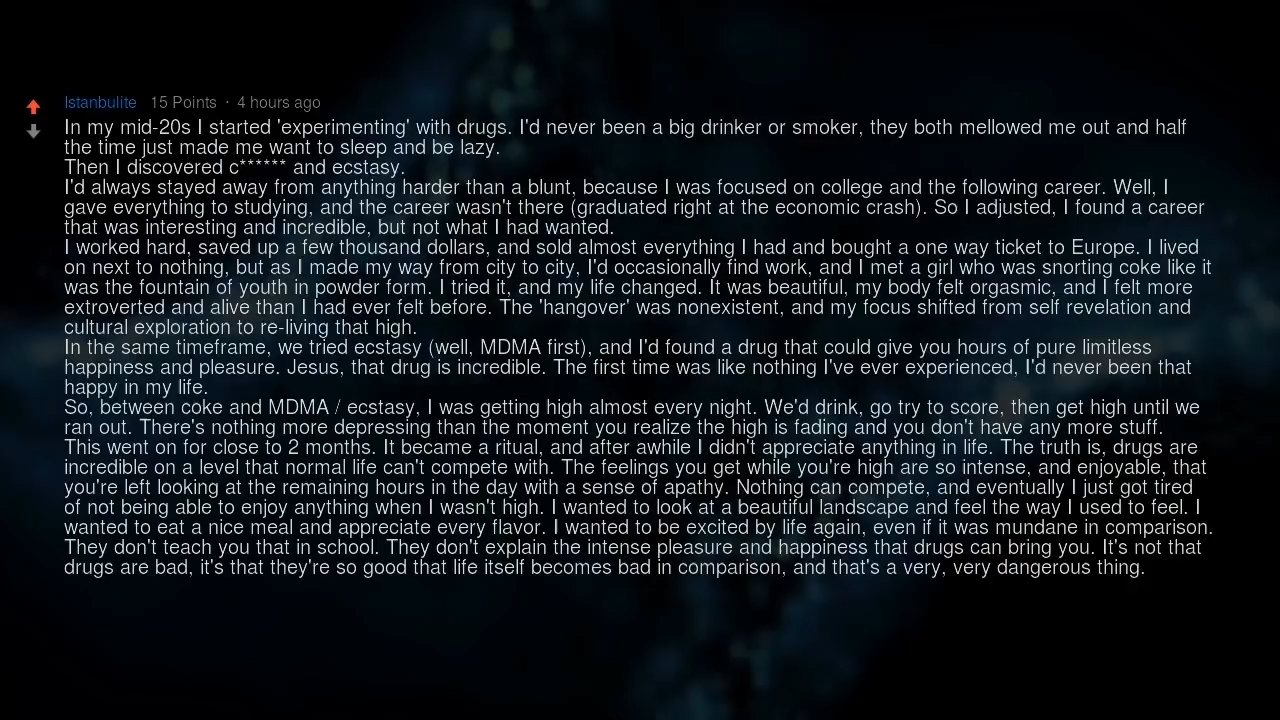 Istanbulite 15 Points · 4 hours ago
In my mid-20s I started 'experimenting' with drugs. I'd never been a big drinker or smoker, they both mellowed me out and half
the time just made me want to sleep and be lazy.
Then I discovered c****** and ecstasy.
I'd always stayed away from anything harder than a blunt, because I was focused on college and the following career. Well, I
gave everything to studying, and the career wasn't there (graduated right at the economic crash). So I adjusted, I found a career
that was interesting and incredible, but not what I had wanted.
I worked hard, saved up a few thousand dollars, and sold almost everything I had and bought a one way ticket to Europe. I lived
on next to nothing, but as I made my way from city to city, I'd occasionally find work, and I met a girl who was snorting coke like it
was the fountain of youth in powder form. I tried it, and my life changed. It was beautiful, my body felt orgasmic, and I felt more
extroverted and alive than I had ever felt before. The 'hangover' was nonexistent, and my focus shifted from self revelation and
cultural exploration to re-living that high.
In the same timeframe, we tried ecstasy (well, MDMA first), and I'd found a drug that could give you hours of pure limitless
happiness and pleasure. Jesus, that drug is incredible. The first time was like nothing I've ever experienced, I'd never been that
happy in my life.
So, between coke and MDMA / ecstasy, I was getting high almost every night. We'd drink, go try to score, then get high until we
ran out. There's nothing more depressing than the moment you realize the high is fading and you don't have any more stuff.
This went on for close to 2 months. It became a ritual, and after awhile I didn't appreciate anything in life. The truth is, drugs are
incredible on a level that normal life can't compete with. The feelings you get while you're high are so intense, and enjoyable, that
you're left looking at the remaining hours in the day with a sense of apathy. Nothing can compete, and eventually I just got tired
of not being able to enjoy anything when I wasn't high. I wanted to look at a beautiful landscape and feel the way I used to feel. I
wanted to eat a nice meal and appreciate every flavor. I wanted to be excited by life again, even if it was mundane in comparison.
They don't teach you that in school. They don't explain the intense pleasure and happiness that drugs can bring you. It's not that
drugs are bad, it's that they're so good that life itself becomes bad in comparison, and that's a very, very dangerous thing.